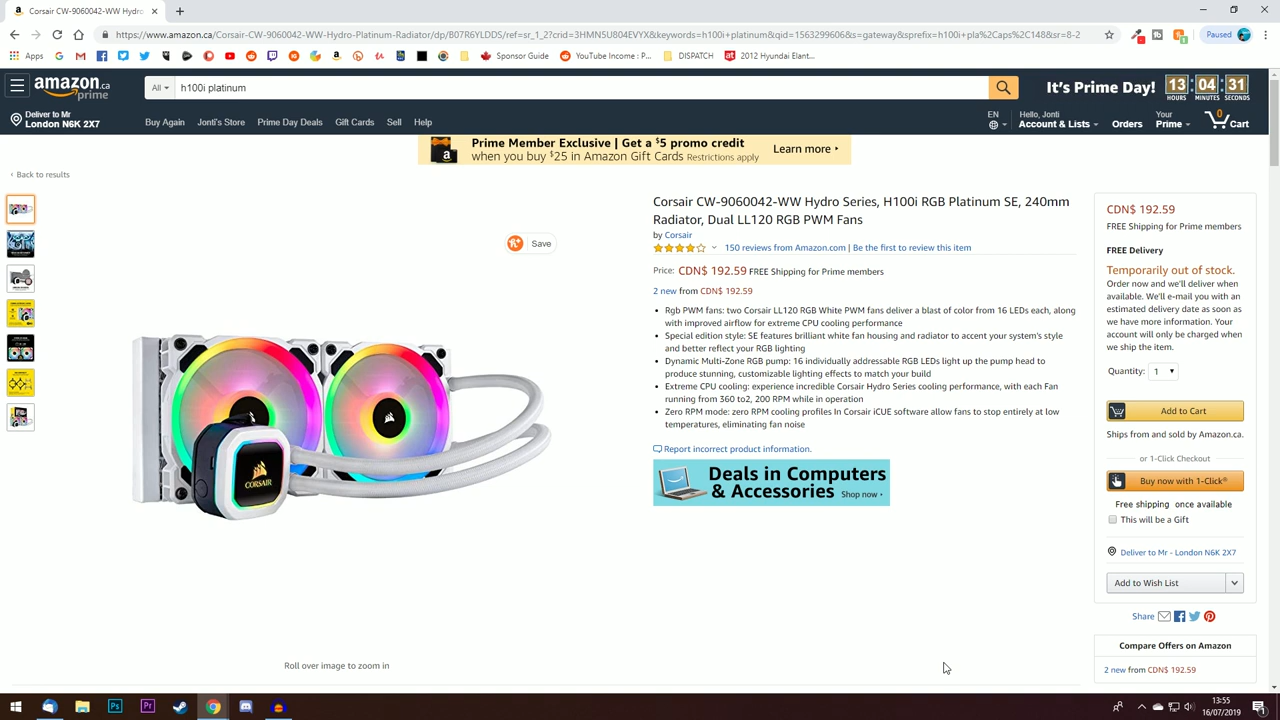 Corsair CW-9060042-WW Hydro
https://www.amazon.ca/Corsair-CW-9060042-WW-Hydro-Platinum-Radiator/dp/B07R6YLDDS/ref=sr_1_2?crid=3HMN5U804EVYX&keywords=h100i+platinum&qid=1563299606&s=gateway&sprefix=h100i+pla%2Caps%2C148&sr=8-2
Paused
Apps
Sponsor Guide
YouTube Income : P...
DISPATCH
2012 Hyundai Elant...
amazon.ca
prime
All
h100i platinum
It's Prime Day!
13 : 04 : 31
HOURS MINUTES SECONDS
Deliver to Mr
London N6K 2X7
Buy Again
Jonti's Store
Prime Day Deals
Gift Cards
Sell
Help
EN
Hello, Jonti
Account & Lists
Orders
Your
Prime
0
Cart
Prime Member Exclusive | Get a $5 promo credit
when you buy $25 in Amazon Gift Cards Restrictions apply
Learn more
‹ Back to results
Save
CORSAIR
Roll over image to zoom in
Corsair CW-9060042-WW Hydro Series, H100i RGB Platinum SE, 240mm
Radiator, Dual LL120 RGB PWM Fans
by Corsair
150 reviews from Amazon.com | Be the first to review this item
Price: CDN$ 192.59 FREE Shipping for Prime members
2 new from CDN$ 192.59
• Rgb PWM fans: two Corsair LL120 RGB White PWM fans deliver a blast of color from 16 LEDs each, along
with improved airflow for extreme CPU cooling performance
• Special edition style: SE features brilliant white fan housing and radiator to accent your system's style
and better reflect your RGB lighting
• Dynamic Multi-Zone RGB pump: 16 individually addressable RGB LEDs light up the pump head to
produce stunning, customizable lighting effects to match your build
• Extreme CPU cooling: experience incredible Corsair Hydro Series cooling performance, with each Fan
running from 360 to2, 200 RPM while in operation
• Zero RPM mode: zero RPM cooling profiles In Corsair iCUE software allow fans to stop entirely at low
temperatures, eliminating fan noise
Report incorrect product information.
Deals in Computers
& Accessories Shop now
CDN$ 192.59
FREE Shipping for Prime members
FREE Delivery
Temporarily out of stock.
Order now and we'll deliver when
available. We'll e-mail you with an
estimated delivery date as soon as
we have more information. Your
account will only be charged when
we ship the item.
Quantity: 1
Add to Cart
Ships from and sold by Amazon.ca.
or 1-Click Checkout
Buy now with 1-Click®
Free shipping once available
This will be a Gift
Deliver to Mr - London N6K 2X7
Add to Wish List
Share
Compare Offers on Amazon
2 new from CDN$ 192.59
Ps
Pr
13:55
16/07/2019
1